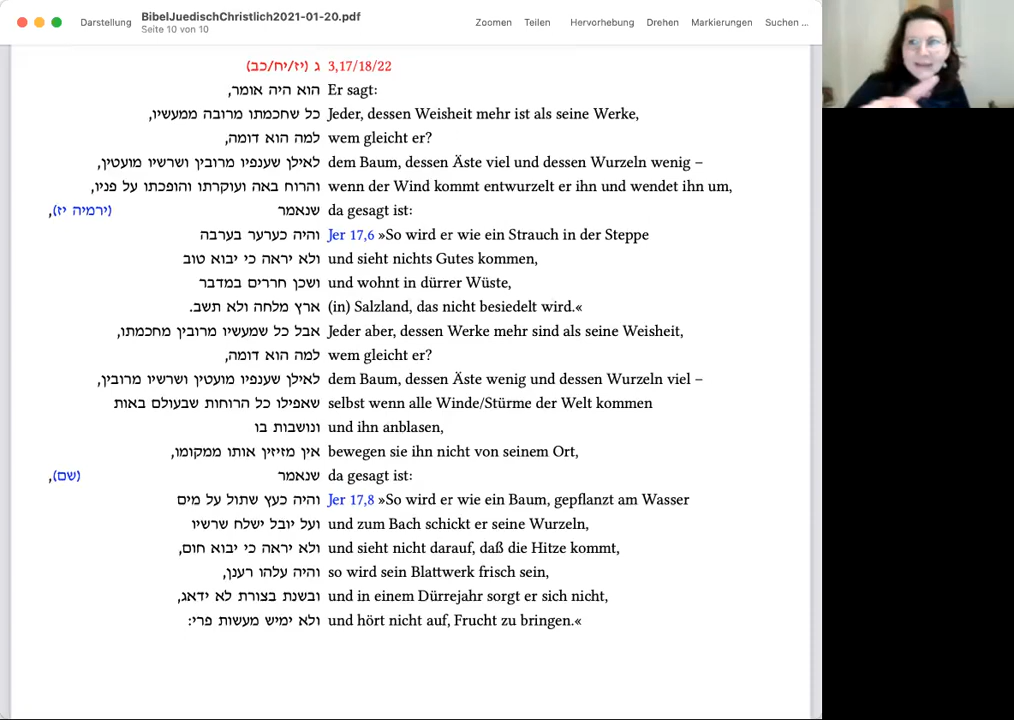 Darstellung
BibelJuedischChristlich2021-01-20.pdf
Seite 10 von 10
Zoomen Teilen Hervorhebung Drehen Markierungen Suchen ...
ג (יז/יח/כב) 3,17/18/22
הוא היה אומר, Er sagt:
כל שחכמתו מרובה ממעשיו, Jeder, dessen Weisheit mehr ist als seine Werke,
למה הוא דומה, wem gleicht er?
לאילן שענפיו מרובין ושרשיו מועטין, dem Baum, dessen Äste viel und dessen Wurzeln wenig –
והרוח באה ועוקרתו והופכתו על פניו, wenn der Wind kommt entwurzelt er ihn und wendet ihn um,
שנאמר (ירמיה יז), da gesagt ist:
והיה כערער בערבה Jer 17,6 »So wird er wie ein Strauch in der Steppe
ולא יראה כי יבוא טוב und sieht nichts Gutes kommen,
ושכן חררים במדבר und wohnt in dürrer Wüste,
ארץ מלחה ולא תשב. (in) Salzland, das nicht besiedelt wird.«
אבל כל שמעשיו מרובין מחכמתו, Jeder aber, dessen Werke mehr sind als seine Weisheit,
למה הוא דומה, wem gleicht er?
לאילן שענפיו מועטין ושרשיו מרובין, dem Baum, dessen Äste wenig und dessen Wurzeln viel –
שאפילו כל הרוחות שבעולם באות selbst wenn alle Winde/Stürme der Welt kommen
ונושבות בו und ihn anblasen,
אין מזיזין אותו ממקומו, bewegen sie ihn nicht von seinem Ort,
שנאמר (שם), da gesagt ist:
והיה כעץ שתול על מים Jer 17,8 »So wird er wie ein Baum, gepflanzt am Wasser
ועל יובל ישלח שרשיו und zum Bach schickt er seine Wurzeln,
ולא יראה כי יבוא חום, und sieht nicht darauf, daß die Hitze kommt,
והיה עלהו רענן, so wird sein Blattwerk frisch sein,
ובשנת בצורת לא ידאג, und in einem Dürrejahr sorgt er sich nicht,
ולא ימיש מעשות פרי: und hört nicht auf, Frucht zu bringen.«